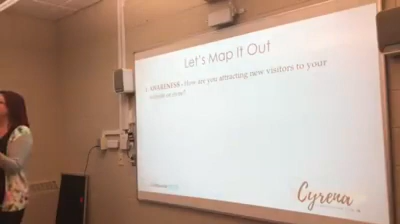 Let's Map It Out
1. AWARENESS - How are you attracting new visitors to your
website or store?
Cyrena